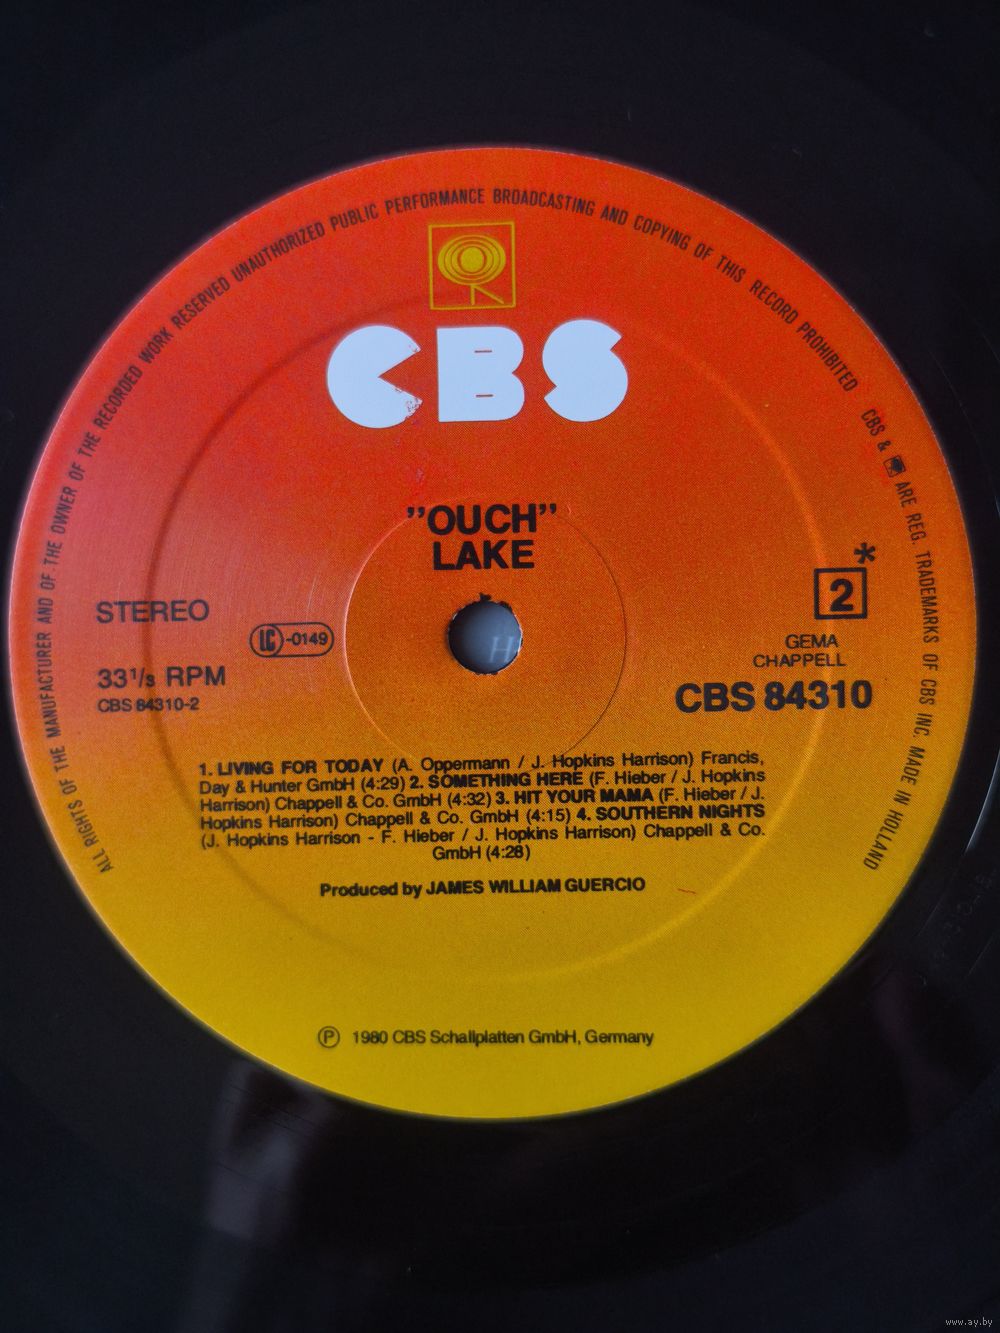 ALL RIGHTS OF THE MANUFACTURER AND OF THE OWNER OF THE RECORDED WORK RESERVED UNAUTHORIZED PUBLIC PERFORMANCE BROADCASTING AND COPYING OF THIS RECORD PROHIBITED CBS & ARE REG. TRADEMARKS OF CBS INC. MADE IN HOLLAND
CBS
"OUCH"
LAKE
STEREO
LC-0149
33 1/3 RPM
CBS 84310-2
2*
GEMA
CHAPPELL
CBS 84310
1. LIVING FOR TODAY (A. Oppermann / J. Hopkins Harrison) Francis,
Day & Hunter GmbH (4:29) 2. SOMETHING HERE (F. Hieber / J. Hopkins
Harrison) Chappell & Co. GmbH (4:32) 3. HIT YOUR MAMA (F. Hieber / J.
Hopkins Harrison) Chappell & Co. GmbH (4:15) 4. SOUTHERN NIGHTS
(J. Hopkins Harrison - F. Hieber / J. Hopkins Harrison) Chappell & Co.
GmbH (4:28)
Produced by JAMES WILLIAM GUERCIO
Ⓟ 1980 CBS Schallplatten GmbH, Germany
www.ay.by